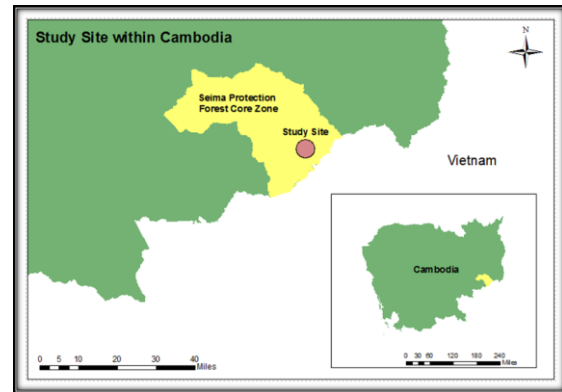 Study Site within Cambodia
N
Seima Protection
Forest Core Zone
Study Site
Vietnam
Cambodia
0 5 10 20 30 40
Miles
0 30 60 120 180 240
Miles